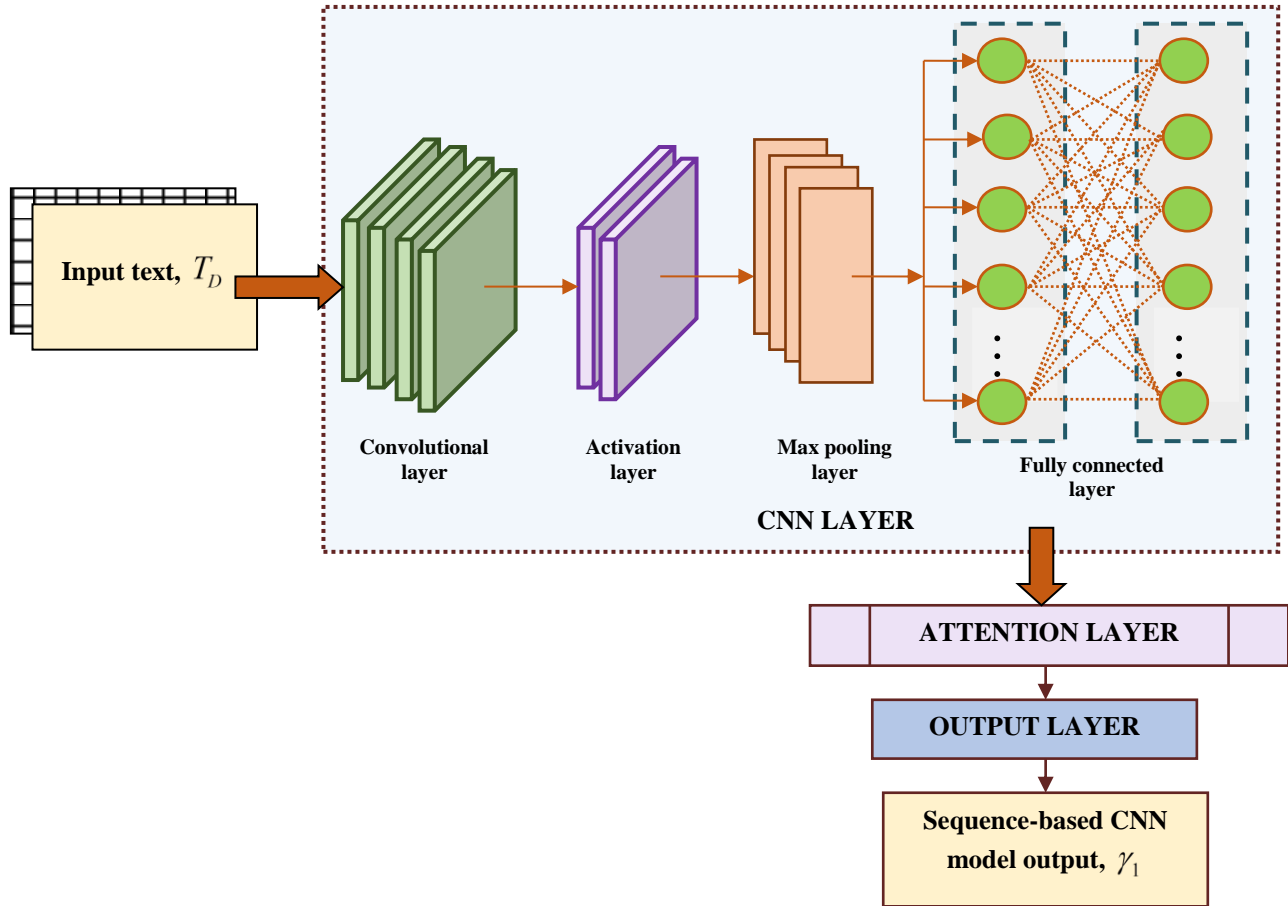 Input text, T_D
Convolutional
layer
Activation
layer
Max pooling
layer
Fully connected
layer
CNN LAYER
ATTENTION LAYER
OUTPUT LAYER
Sequence-based CNN
model output, γ₁